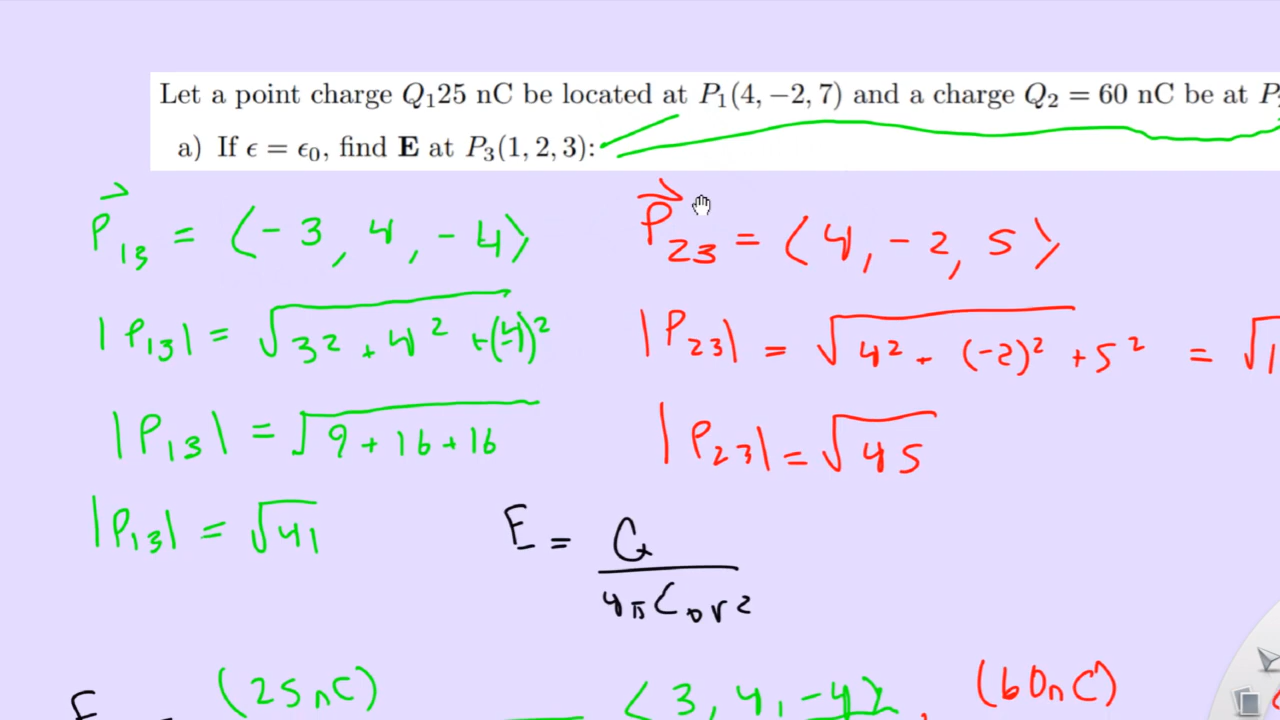 Let a point charge Q₁25 nC be located at P₁(4, −2, 7) and a charge Q₂ = 60 nC be at P
a) If ϵ = ϵ₀, find E at P₃(1, 2, 3):
P⃗₁₃ = ⟨-3, 4, -4⟩
P⃗₂₃ = ⟨4, -2, 5⟩
|P₁₃| = √(3² + 4² + (-4)²)
|P₂₃| = √(4² + (-2)² + 5²) = √1
|P₁₃| = √(9 + 16 + 16)
|P₂₃| = √45
|P₁₃| = √41
E = Q / 4πϵ₀r²
E
(25nC)
⟨3, 4, -4⟩
(60nC)